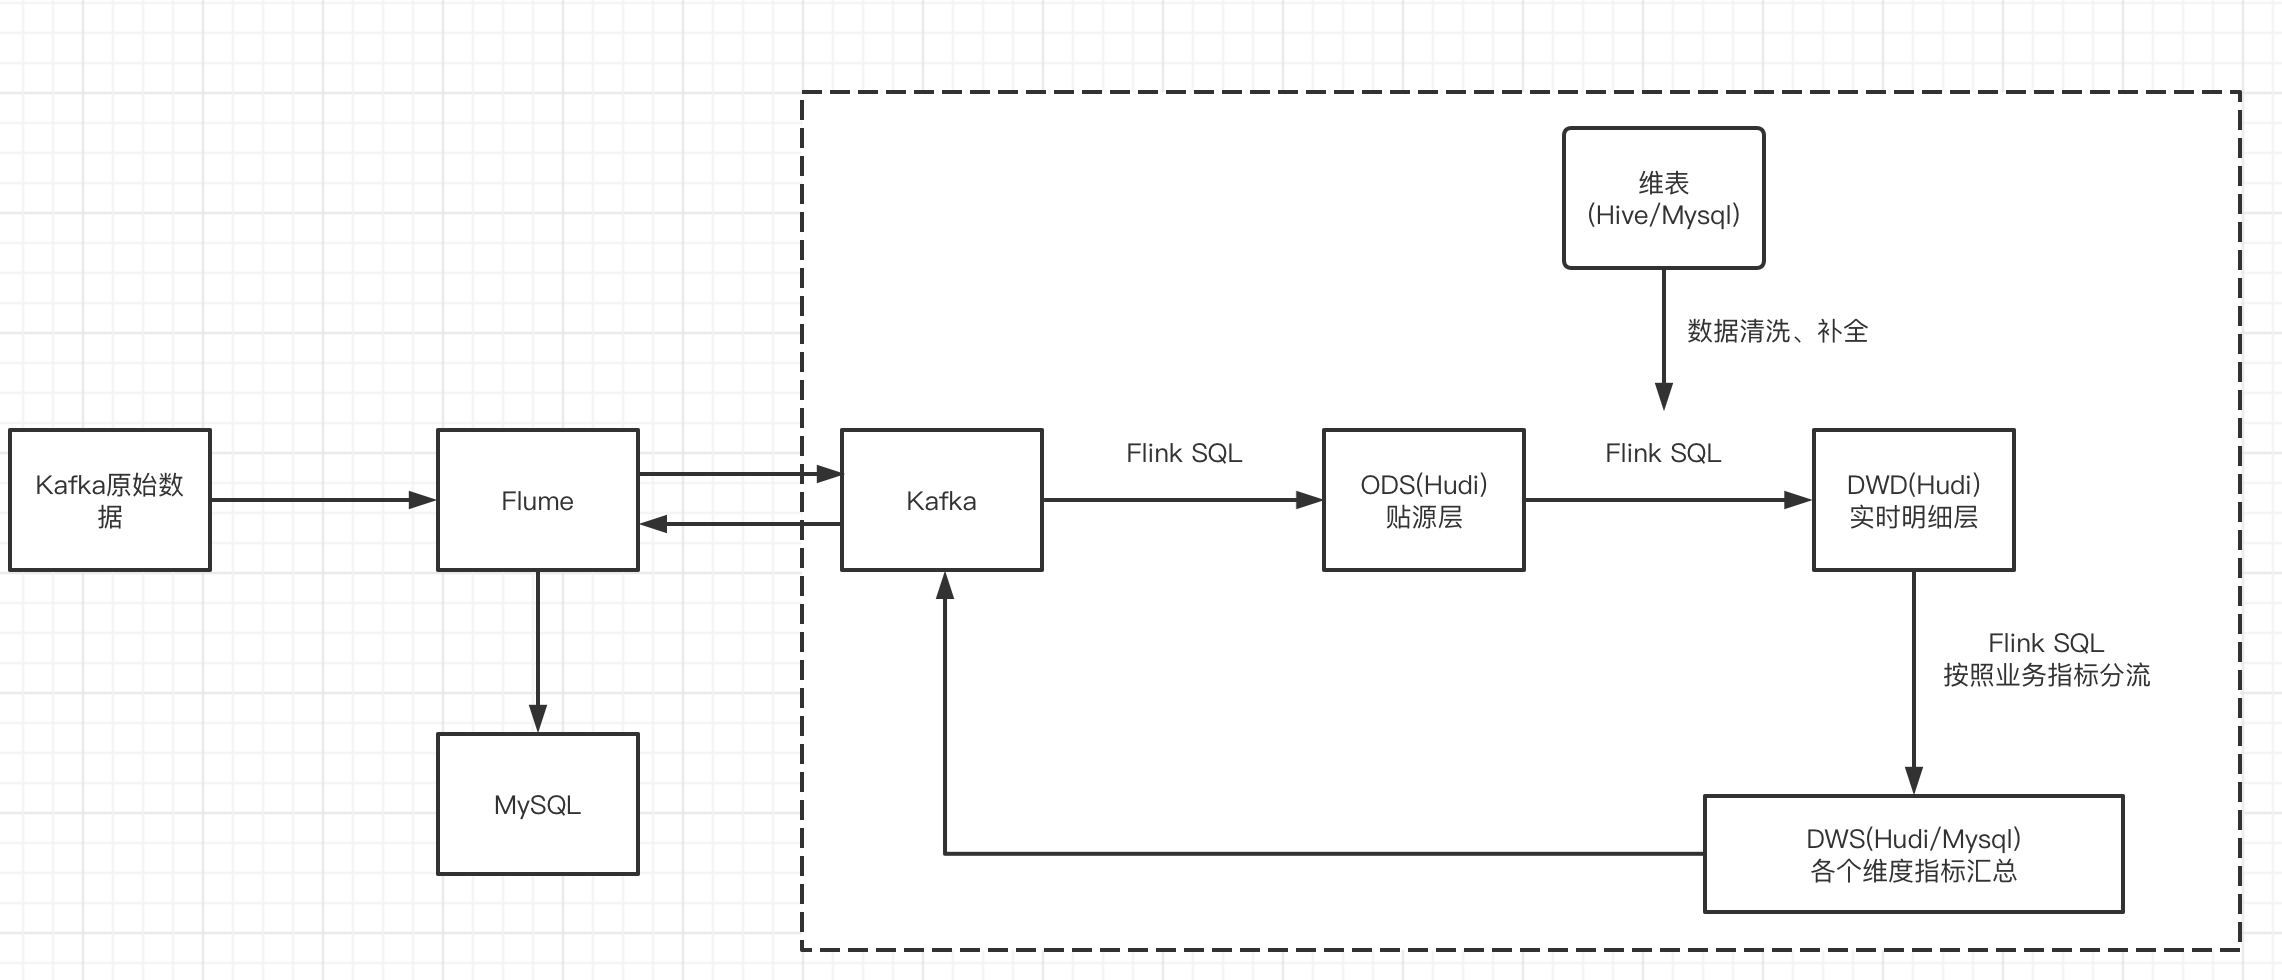 维表
(Hive/Mysql)
数据清洗、补全
Kafka原始数
据
Flume
Kafka
Flink SQL
ODS(Hudi)
贴源层
Flink SQL
DWD(Hudi)
实时明细层
Flink SQL
按照业务指标分流
MySQL
DWS(Hudi/Mysql)
各个维度指标汇总